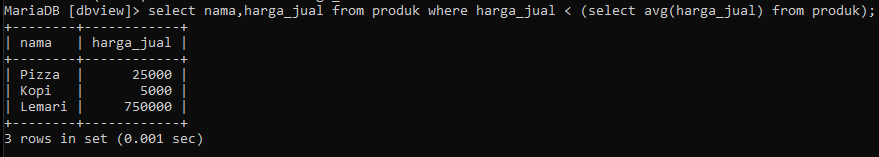 MariaDB [dbview]> select nama,harga_jual from produk where harga_jual < (select avg(harga_jual) from produk);
+--------+------------+
| nama   | harga_jual |
+--------+------------+
| Pizza  |      25000 |
| Kopi   |       5000 |
| Lemari |     750000 |
+--------+------------+
3 rows in set (0.001 sec)